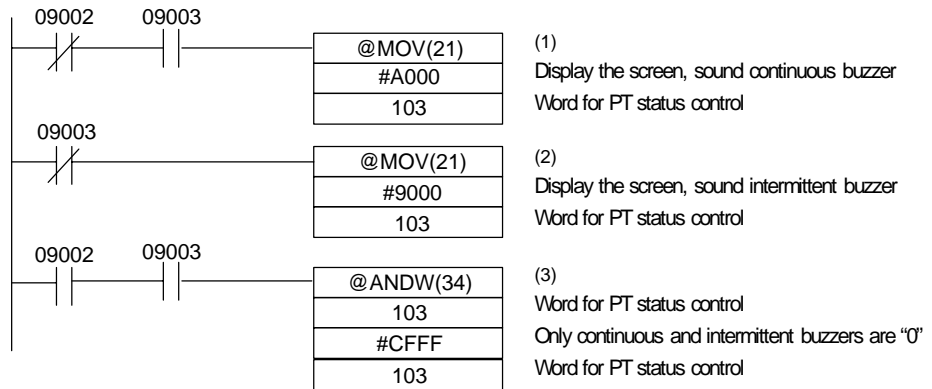 09002 09003
@MOV(21) (1)
#A000 Display the screen, sound continuous buzzer
103 Word for PT status control
09003
@MOV(21) (2)
#9000 Display the screen, sound intermittent buzzer
103 Word for PT status control
09002 09003
@ANDW(34) (3)
103 Word for PT status control
#CFFF Only continuous and intermittent buzzers are “0”
103 Word for PT status control